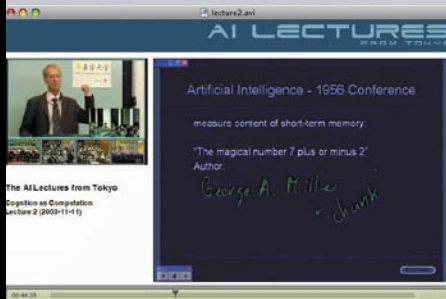 lecture2.avi
AI LECTURES
FROM TOKYO
Artificial Intelligence - 1956 Conference
measure content of short-term memory:
"The magical number 7 plus or minus 2"
Author:
George A. Mille
- chunk
The AI Lectures from Tokyo
Cognition as Computation
Lecture 2 (2003-11-11)